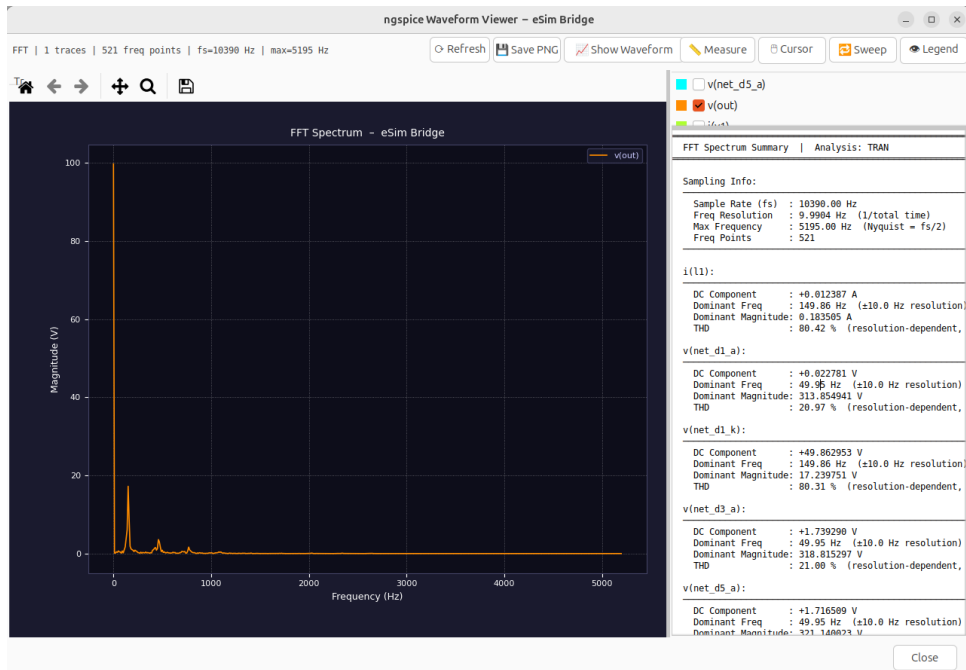 ngspice Waveform Viewer – eSim Bridge
FFT | 1 traces | 521 freq points | fs=10390 Hz | max=5195 Hz
Refresh
Save PNG
Show Waveform
Measure
Cursor
Sweep
Legend
v(net_d5_a)
v(out)
FFT Spectrum – eSim Bridge
v(out)
100
80
60
40
20
0
Magnitude (V)
0 1000 2000 3000 4000 5000
Frequency (Hz)
FFT Spectrum Summary | Analysis: TRAN
Sampling Info:
Sample Rate (fs) : 10390.00 Hz
Freq Resolution : 9.9904 Hz (1/total time)
Max Frequency : 5195.00 Hz (Nyquist = fs/2)
Freq Points : 521
i(l1):
DC Component : +0.012387 A
Dominant Freq : 149.86 Hz (±10.0 Hz resolution)
Dominant Magnitude: 0.183505 A
THD : 80.42 % (resolution-dependent,
v(net_d1_a):
DC Component : +0.022781 V
Dominant Freq : 49.95 Hz (±10.0 Hz resolution)
Dominant Magnitude: 313.854941 V
THD : 20.97 % (resolution-dependent,
v(net_d1_k):
DC Component : +49.862953 V
Dominant Freq : 149.86 Hz (±10.0 Hz resolution)
Dominant Magnitude: 17.239751 V
THD : 80.31 % (resolution-dependent,
v(net_d3_a):
DC Component : +1.739290 V
Dominant Freq : 49.95 Hz (±10.0 Hz resolution)
Dominant Magnitude: 318.815297 V
THD : 21.00 % (resolution-dependent,
v(net_d5_a):
DC Component : +1.716509 V
Dominant Freq : 49.95 Hz (±10.0 Hz resolution)
Dominant Magnitude: 321.140023 V
Close